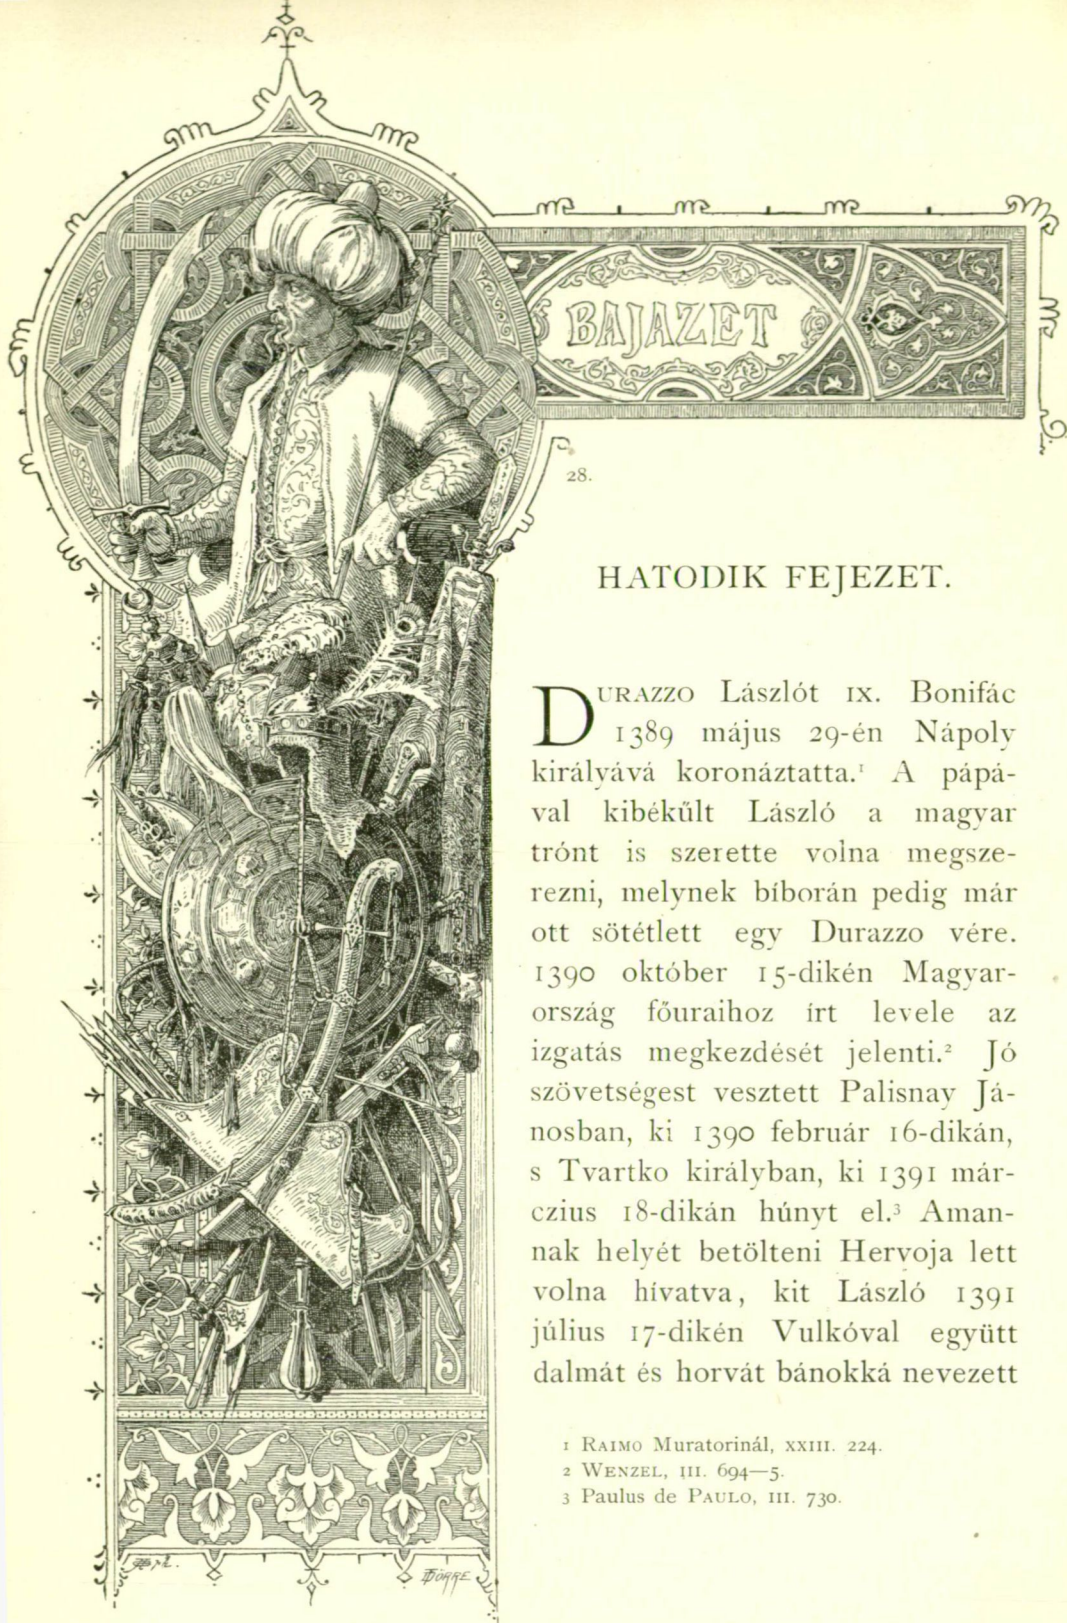 BAJAZET
28.
HATODIK FEJEZET.
DURAZZO Lászlót IX. Bonifác
1389 május 29-én Nápoly
királyává koronáztatta.¹ A pápá-
val kibékűlt László a magyar
trónt is szerette volna megsze-
rezni, melynek bíborán pedig már
ott sötétlett egy Durazzo vére.
1390 október 15-dikén Magyar-
ország főuraihoz írt levele az
izgatás megkezdését jelenti.² Jó
szövetségest vesztett Palisnay Já-
nosban, ki 1390 február 16-dikán,
s Tvartko királyban, ki 1391 már-
czius 18-dikán húnyt el.³ Aman-
nak helyét betölteni Hervoja lett
volna hívatva, kit László 1391
július 17-dikén Vulkóval együtt
dalmát és horvát bánokká nevezett
1 RAIMO Muratorinál, XXIII. 224.
2 WENZEL, III. 694—5.
3 Paulus de PAULO, III. 730.
DÖRRE